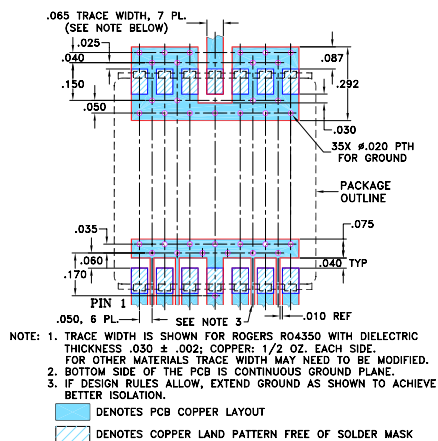 .065 TRACE WIDTH, 7 PL.
(SEE NOTE BELOW)
.025
.040
.150
.050
.087
.292
.030
35X ø.020 PTH
FOR GROUND
PACKAGE
OUTLINE
.035
.060
.170
.075
.040 TYP
PIN 1
.050, 6 PL.
SEE NOTE 3
.010 REF
NOTE: 1. TRACE WIDTH IS SHOWN FOR ROGERS RO4350 WITH DIELECTRIC
THICKNESS .030 ± .002; COPPER: 1/2 OZ. EACH SIDE.
FOR OTHER MATERIALS TRACE WIDTH MAY NEED TO BE MODIFIED.
2. BOTTOM SIDE OF THE PCB IS CONTINUOUS GROUND PLANE.
3. IF DESIGN RULES ALLOW, EXTEND GROUND AS SHOWN TO ACHIEVE
BETTER ISOLATION.
DENOTES PCB COPPER LAYOUT
DENOTES COPPER LAND PATTERN FREE OF SOLDER MASK